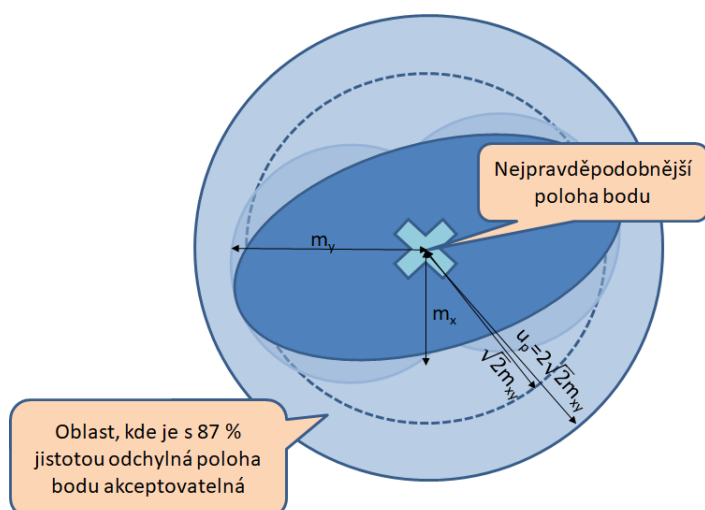 Nejpravděpodobnější
poloha bodu
m_y
m_x
u_p=2√2m_xy
√2m_xy
Oblast, kde je s 87 %
jistotou odchylná poloha
bodu akceptovatelná